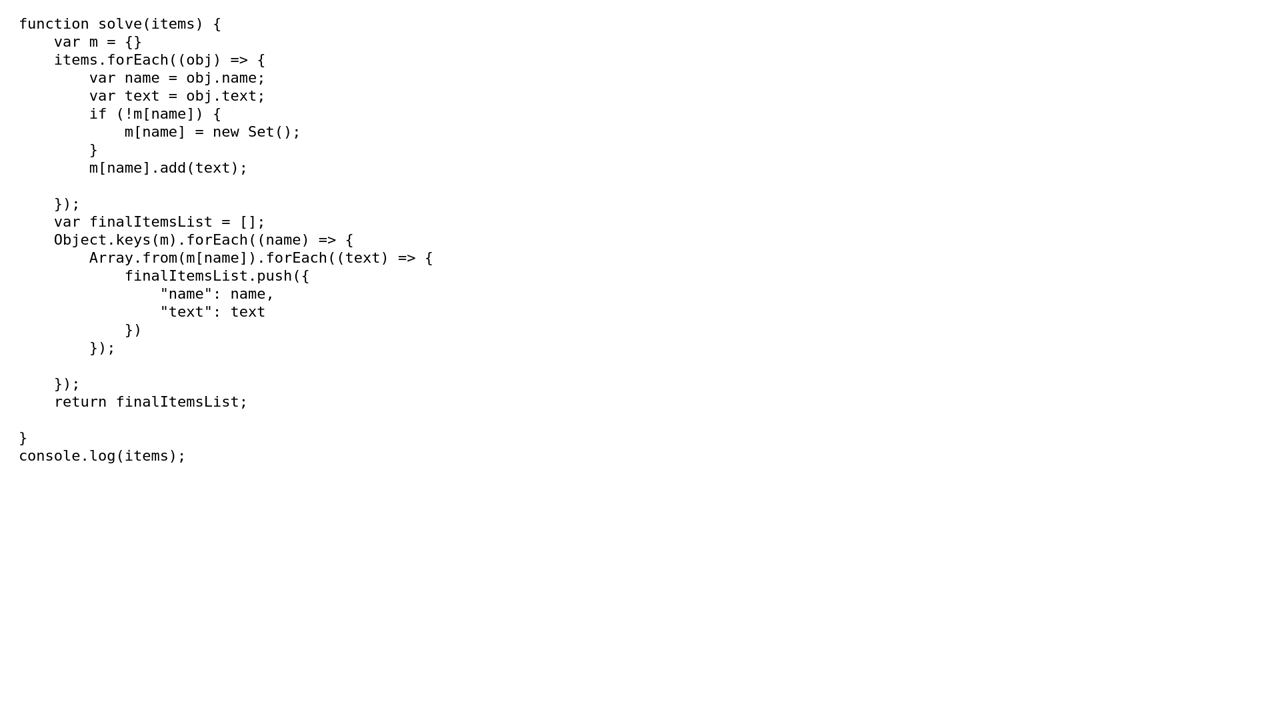 function solve(items) {
    var m = {}
    items.forEach((obj) => {
        var name = obj.name;
        var text = obj.text;
        if (!m[name]) {
            m[name] = new Set();
        }
        m[name].add(text);

    });
    var finalItemsList = [];
    Object.keys(m).forEach((name) => {
        Array.from(m[name]).forEach((text) => {
            finalItemsList.push({
                "name": name,
                "text": text
            })
        });

    });
    return finalItemsList;

}
console.log(items);